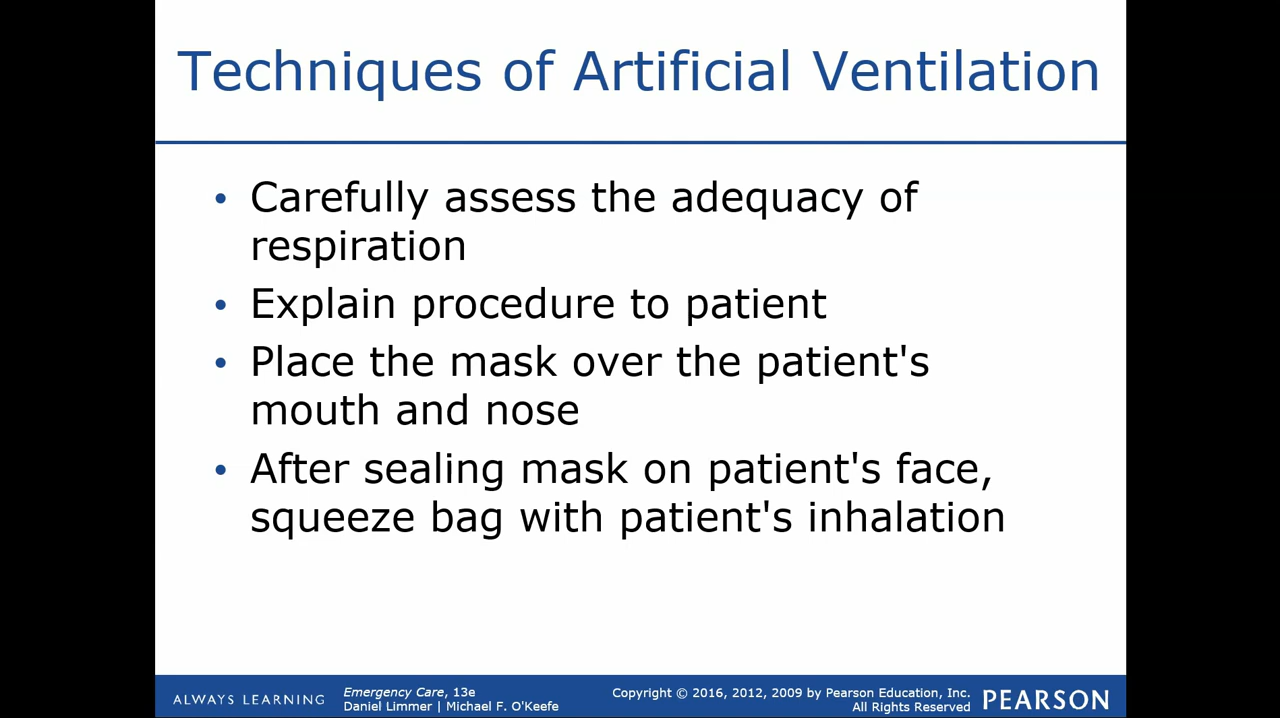 Techniques of Artificial Ventilation
• Carefully assess the adequacy of
respiration
• Explain procedure to patient
• Place the mask over the patient's
mouth and nose
• After sealing mask on patient's face,
squeeze bag with patient's inhalation
ALWAYS LEARNING
Emergency Care, 13e
Daniel Limmer | Michael F. O'Keefe
Copyright © 2016, 2012, 2009 by Pearson Education, Inc.
All Rights Reserved
PEARSON